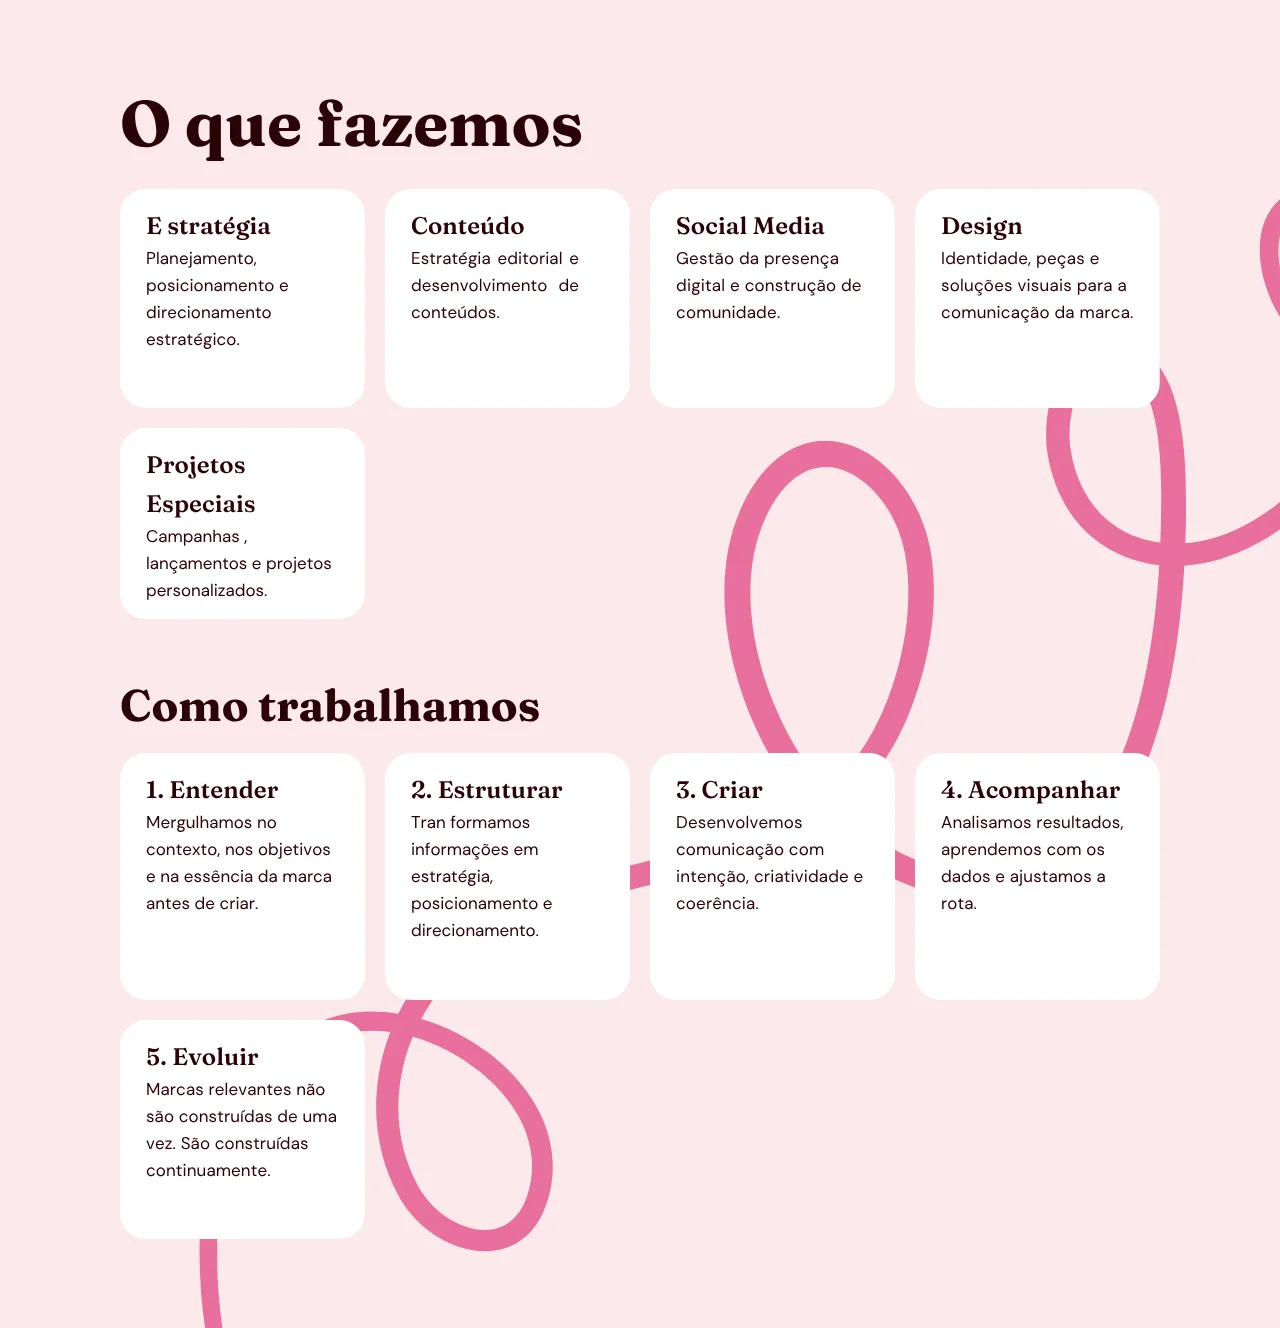 O que fazemos
E stratégia
Planejamento,
posicionamento e
direcionamento
estratégico.
Conteúdo
Estratégia editorial e
desenvolvimento de
conteúdos.
Social Media
Gestão da presença
digital e construção de
comunidade.
Design
Identidade, peças e
soluções visuais para a
comunicação da marca.
Projetos
Especiais
Campanhas ,
lançamentos e projetos
personalizados.
Como trabalhamos
1. Entender
Mergulhamos no
contexto, nos objetivos
e na essência da marca
antes de criar.
2. Estruturar
Tran formamos
informações em
estratégia,
posicionamento e
direcionamento.
3. Criar
Desenvolvemos
comunicação com
intenção, criatividade e
coerência.
4. Acompanhar
Analisamos resultados,
aprendemos com os
dados e ajustamos a
rota.
5. Evoluir
Marcas relevantes não
são construídas de uma
vez. São construídas
continuamente.